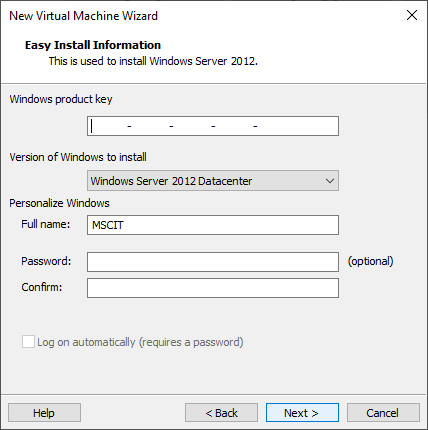 New Virtual Machine Wizard
Easy Install Information
This is used to install Windows Server 2012.
Windows product key
- - - -
Version of Windows to install
Windows Server 2012 Datacenter
Personalize Windows
Full name: MSCIT
Password: (optional)
Confirm:
Log on automatically (requires a password)
Help < Back Next > Cancel